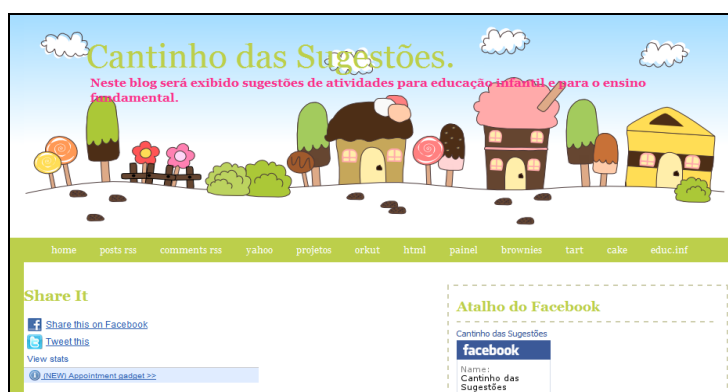 Cantinho das Sugestões.
Neste blog será exibido sugestões de atividades para educação infantil e para o ensino
fundamental.
home posts rss comments rss yahoo projetos orkut html painel brownies tart cake educ.inf
Share It
Share this on Facebook
Tweet this
View stats
(NEW) Appointment gadget >>
Atalho do Facebook
Cantinho das Sugestões
facebook
Name:
Cantinho das
Sugestões